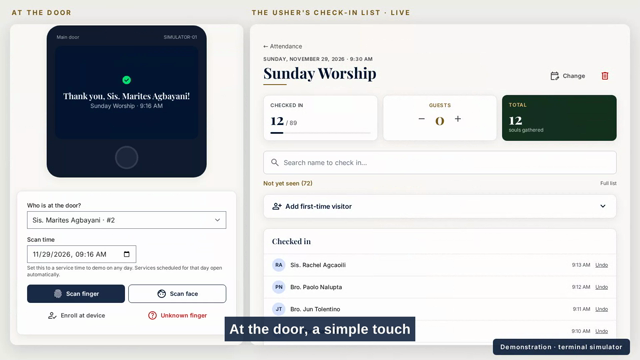 AT THE DOOR
THE USHER'S CHECK-IN LIST · LIVE
Main door
SIMULATOR-01
Thank you, Sis. Marites Agbayani!
Sunday Worship · 9:16 AM
Who is at the door?
Sis. Marites Agbayani · #2
Scan time
11/29/2026, 09:16 AM
Set this to a service time to demo on any day. Services scheduled for that day open
automatically.
Scan finger
Scan face
Enroll at device
Unknown finger
← Attendance
SUNDAY, NOVEMBER 29, 2026 · 9:30 AM
Sunday Worship
Change
CHECKED IN
12 / 89
GUESTS
− 0 +
TOTAL
12
souls gathered
Search name to check in...
Not yet seen (72)
Full list
Add first-time visitor
Checked in
RA Sis. Rachel Agcaoili 9:13 AM Undo
PN Bro. Paolo Nalupta 9:12 AM Undo
JT Bro. Jun Tolentino 9:11 AM Undo
9:10 AM Undo
At the door, a simple touch
Demonstration · terminal simulator